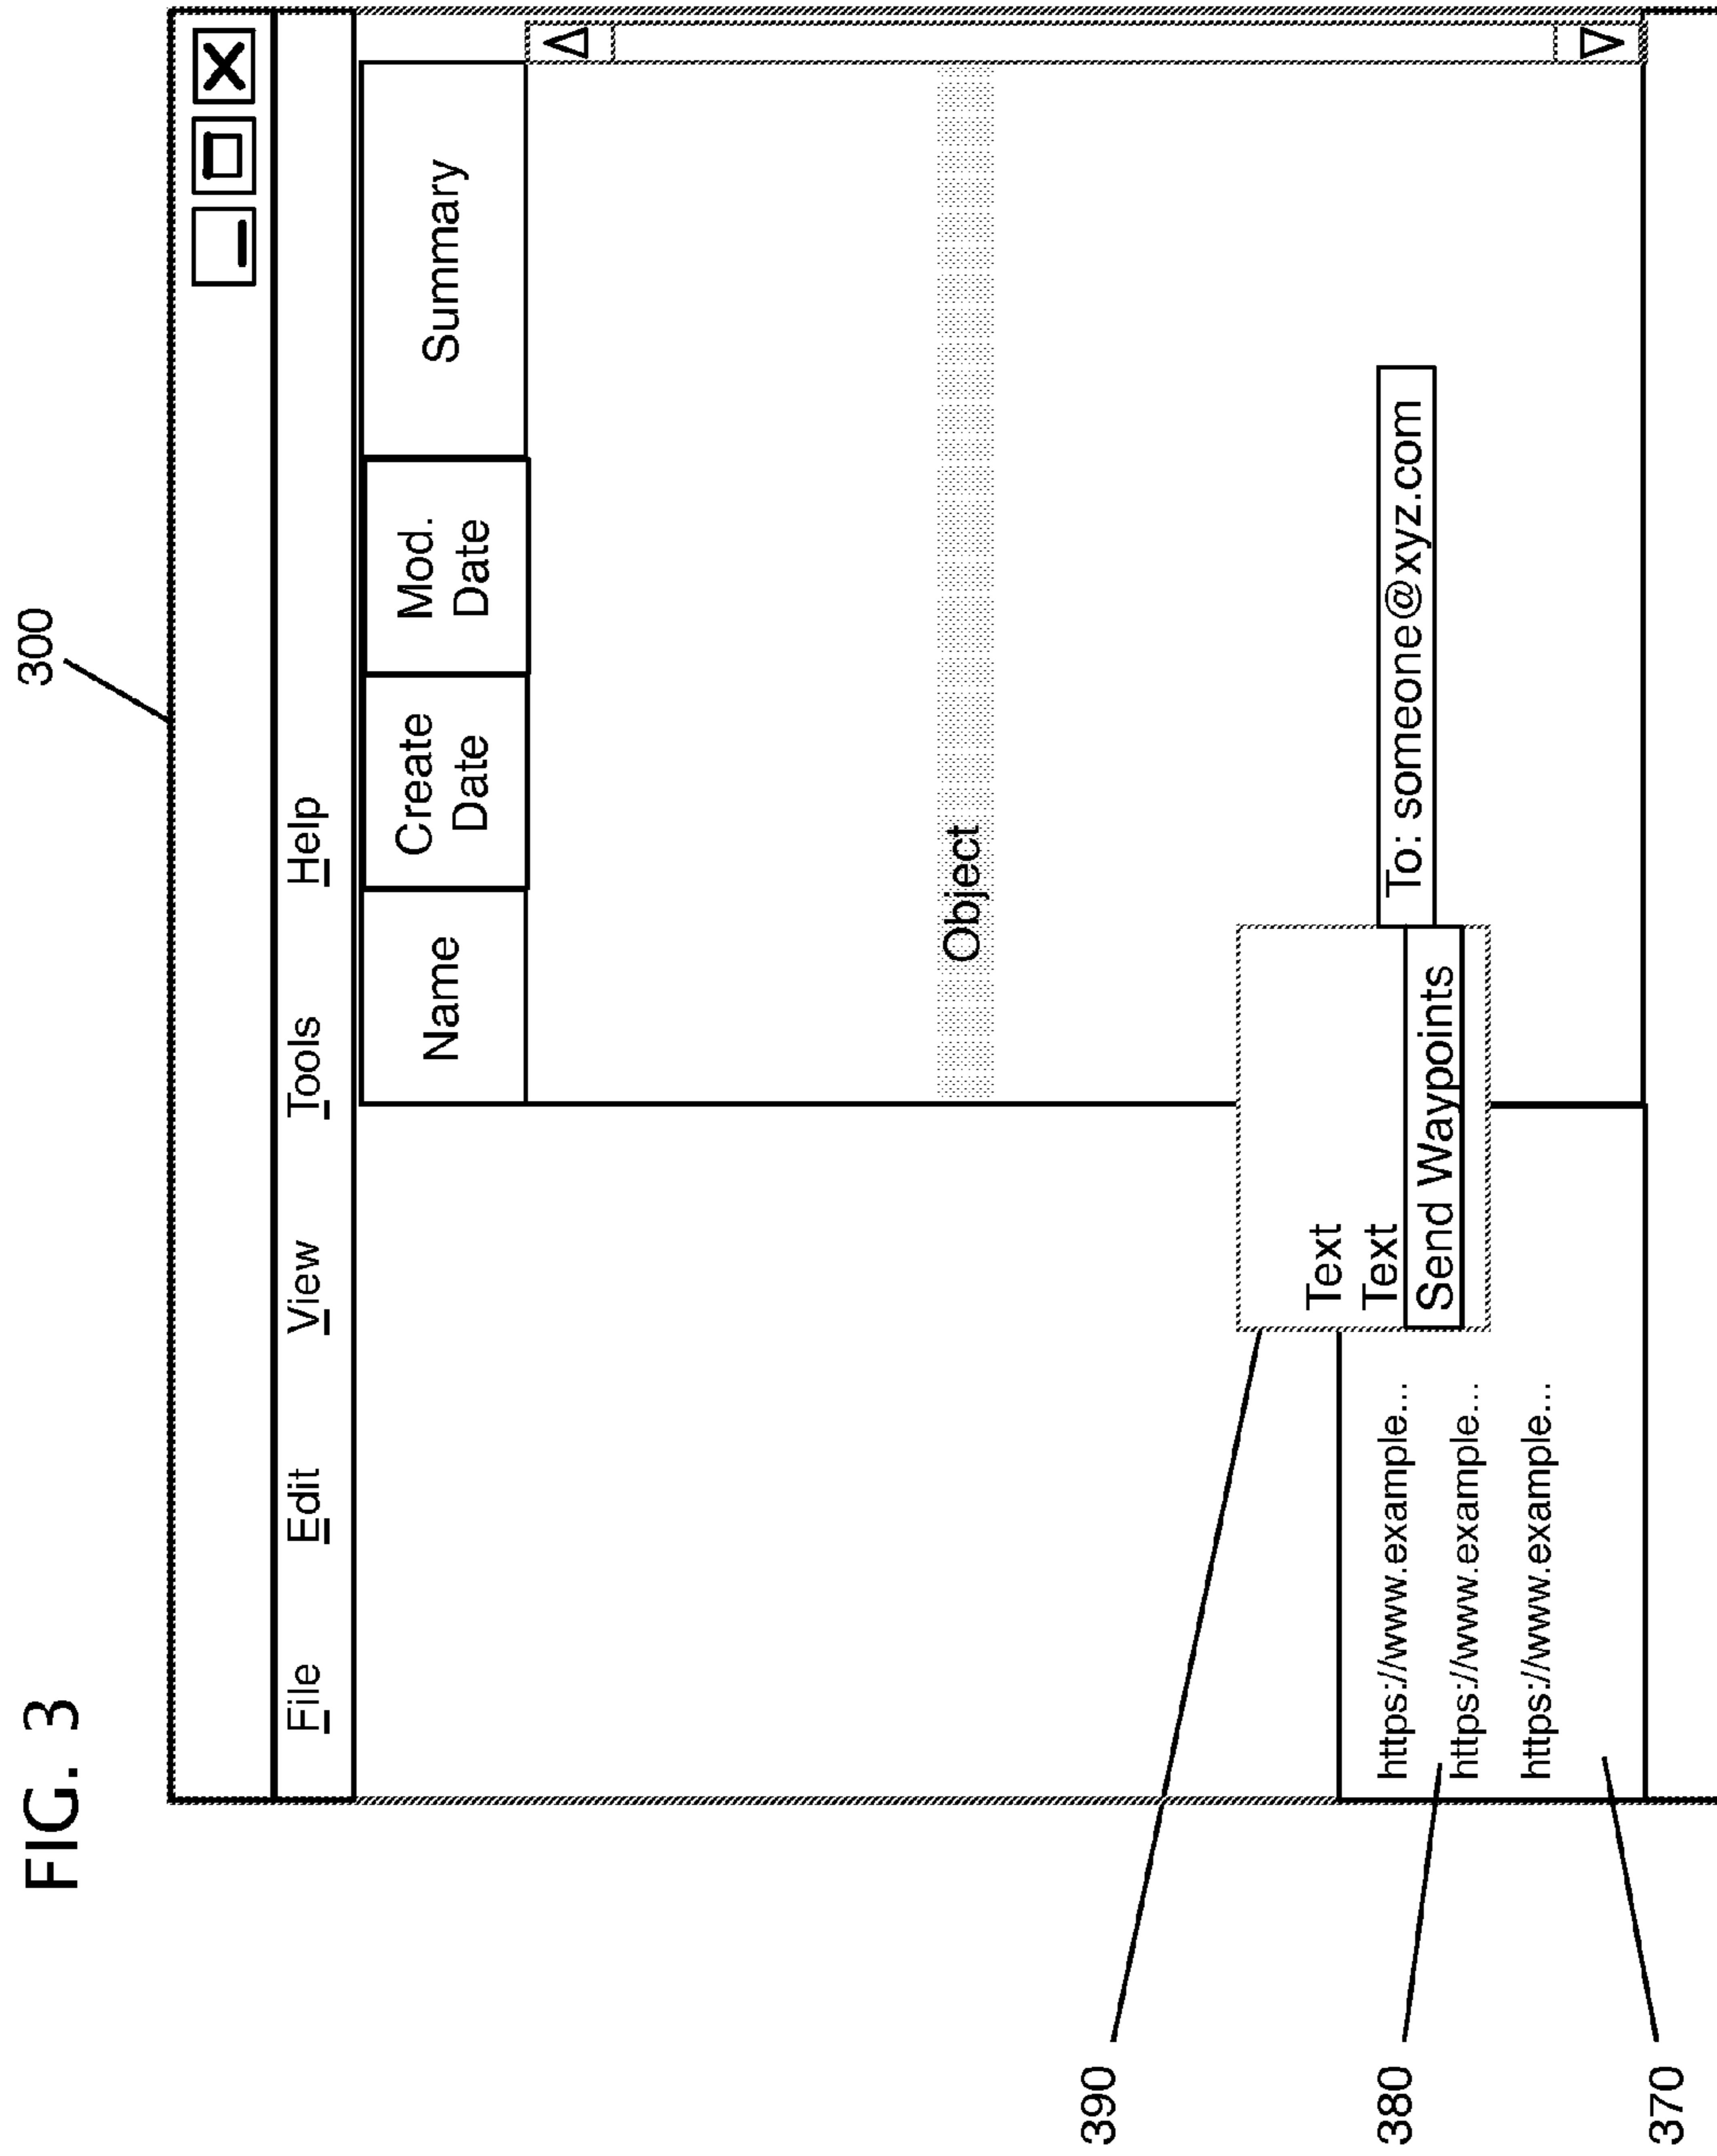 FIG. 3
300
File Edit View Tools Help
Name
Create
Date
Mod.
Date
Summary
Object
390
Text
Text
Send Waypoints
To: someone@xyz.com
380
https://www.example...
https://www.example...
https://www.example...
370